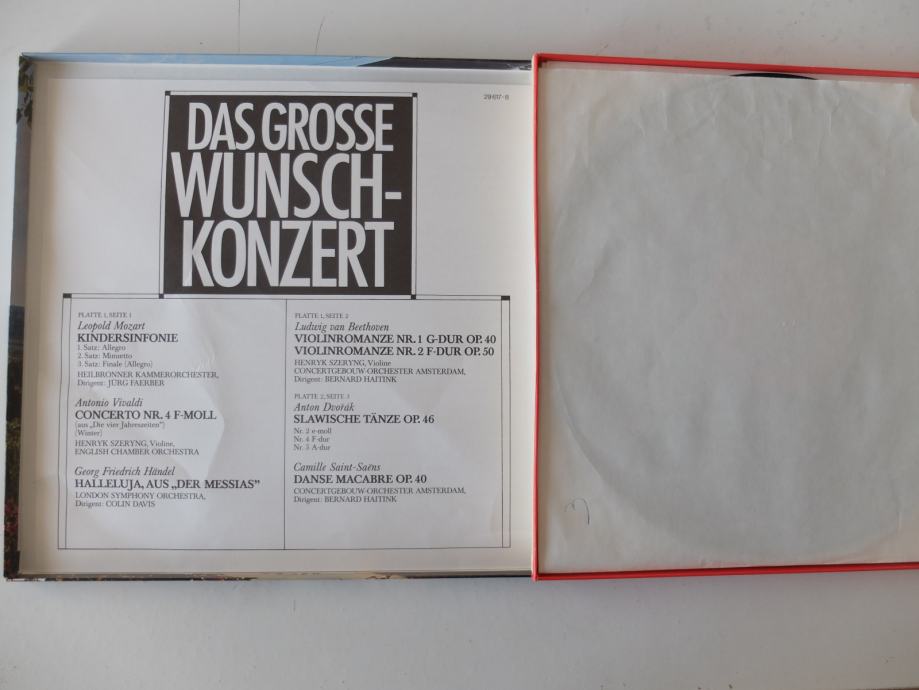 29617-8
DAS GROSSE
WUNSCH-
KONZERT
PLATTE 1, SEITE 1
Leopold Mozart
KINDERSINFONIE
1. Satz: Allegro
2. Satz: Minuetto
3. Satz: Finale (Allegro)
HEILBRONNER KAMMERORCHESTER,
Dirigent: JÜRG FAERBER
Antonio Vivaldi
CONCERTO NR. 4 F-MOLL
(aus „Die vier Jahreszeiten")
(Winter)
HENRYK SZERYNG, Violine,
ENGLISH CHAMBER ORCHESTRA
Georg Friedrich Händel
HALLELUJA, AUS „DER MESSIAS"
LONDON SYMPHONY ORCHESTRA,
Dirigent: COLIN DAVIS
PLATTE 1, SEITE 2
Ludwig van Beethoven
VIOLINROMANZE NR. 1 G-DUR OP. 40
VIOLINROMANZE NR. 2 F-DUR OP. 50
HENRYK SZERYNG, Violine
CONCERTGEBOUW-ORCHESTER AMSTERDAM,
Dirigent: BERNARD HAITINK
PLATTE 2, SEITE 3
Anton Dvořák
SLAWISCHE TÄNZE OP. 46
Nr. 2 e-moll
Nr. 4 F-dur
Nr. 5 A-dur
Camille Saint-Saëns
DANSE MACABRE OP. 40
CONCERTGEBOUW-ORCHESTER AMSTERDAM,
Dirigent: BERNARD HAITINK
3